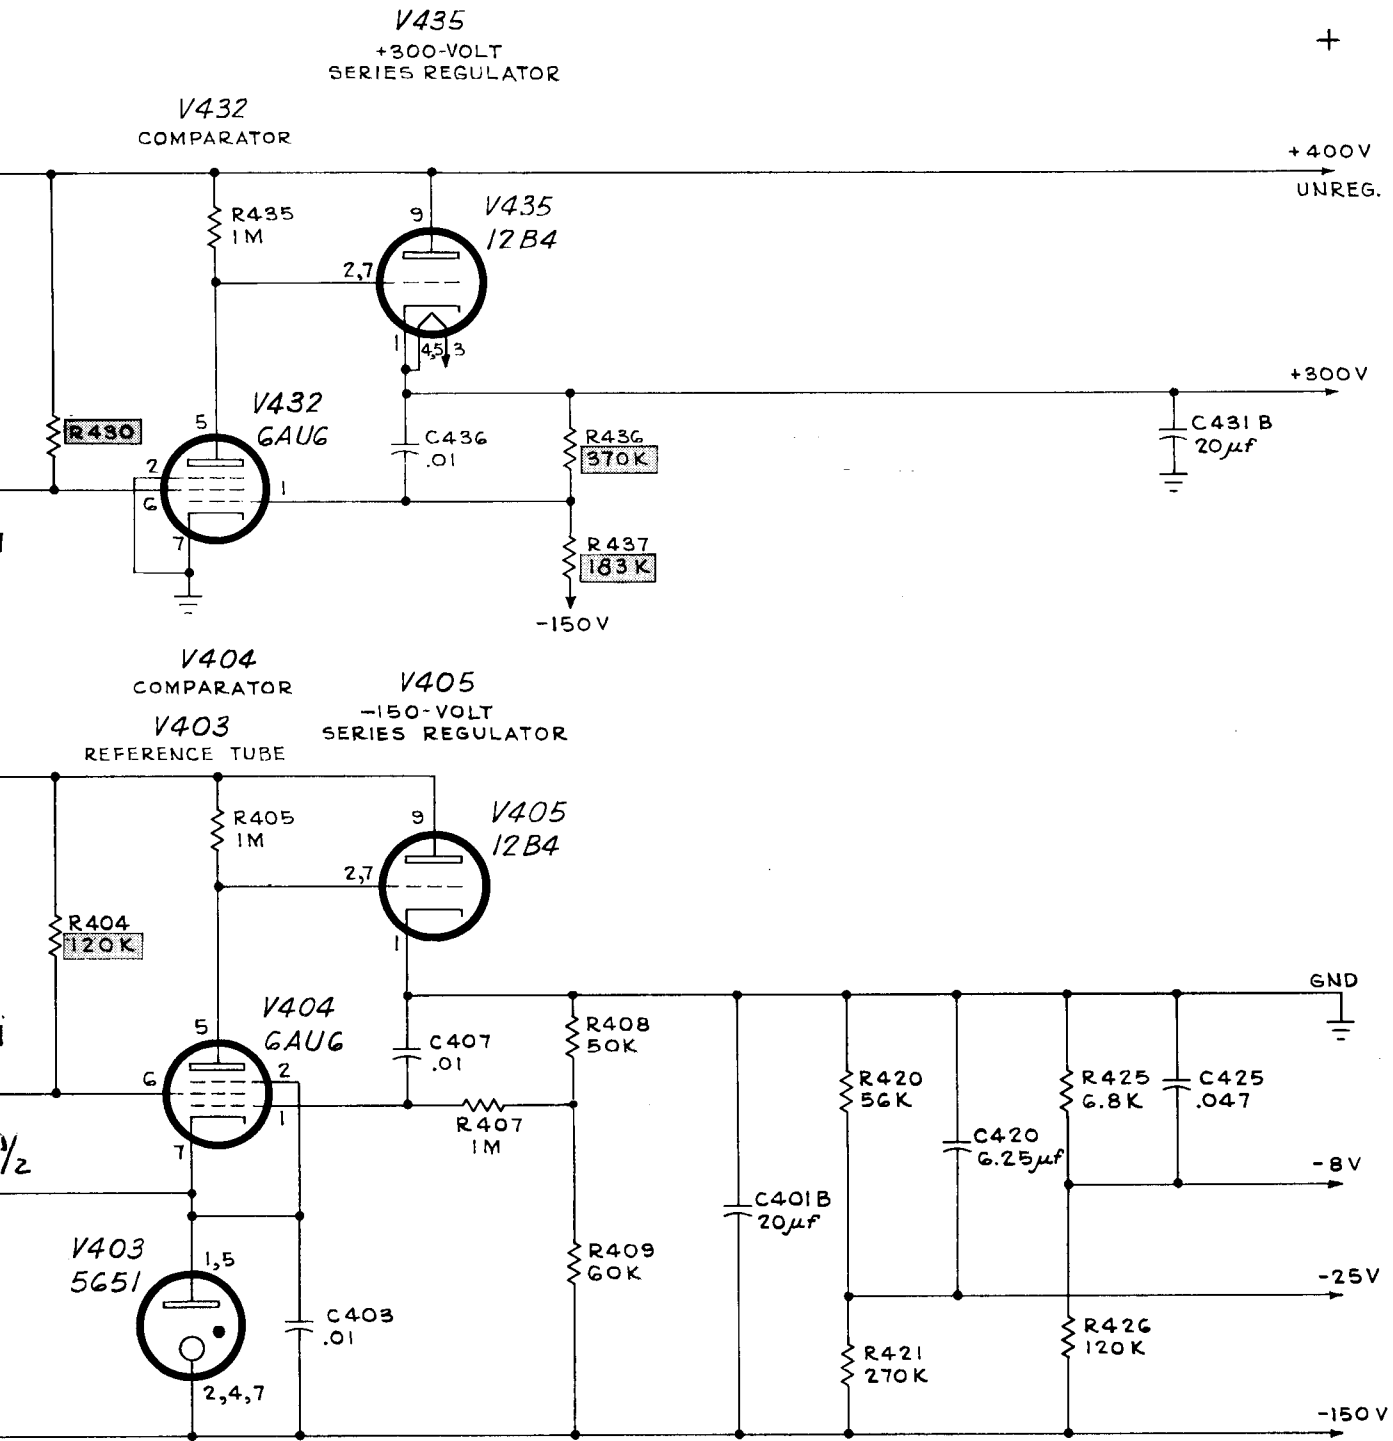 V435
+300-VOLT
SERIES REGULATOR
+
V432
COMPARATOR
+400V
UNREG.
R435
1M
9
V435
12B4
2,7
1
4,5
3
+300V
R430
5
V432
6AU6
2
6
1
7
C436
.01
R436
370K
R437
183K
-150V
C431B
20µf
V404
COMPARATOR
V403
REFERENCE TUBE
V405
-150-VOLT
SERIES REGULATOR
R405
1M
9
V405
12B4
2,7
1
R404
120K
GND
5
V404
6AU6
6
2
1
7
C407
.01
R407
1M
R408
50K
R409
60K
C401B
20µf
R420
56K
C420
6.25µf
R425
6.8K
C425
.047
-8V
1/2
V403
5651
1,5
2,4,7
C403
.01
-25V
R421
270K
R426
120K
-150V